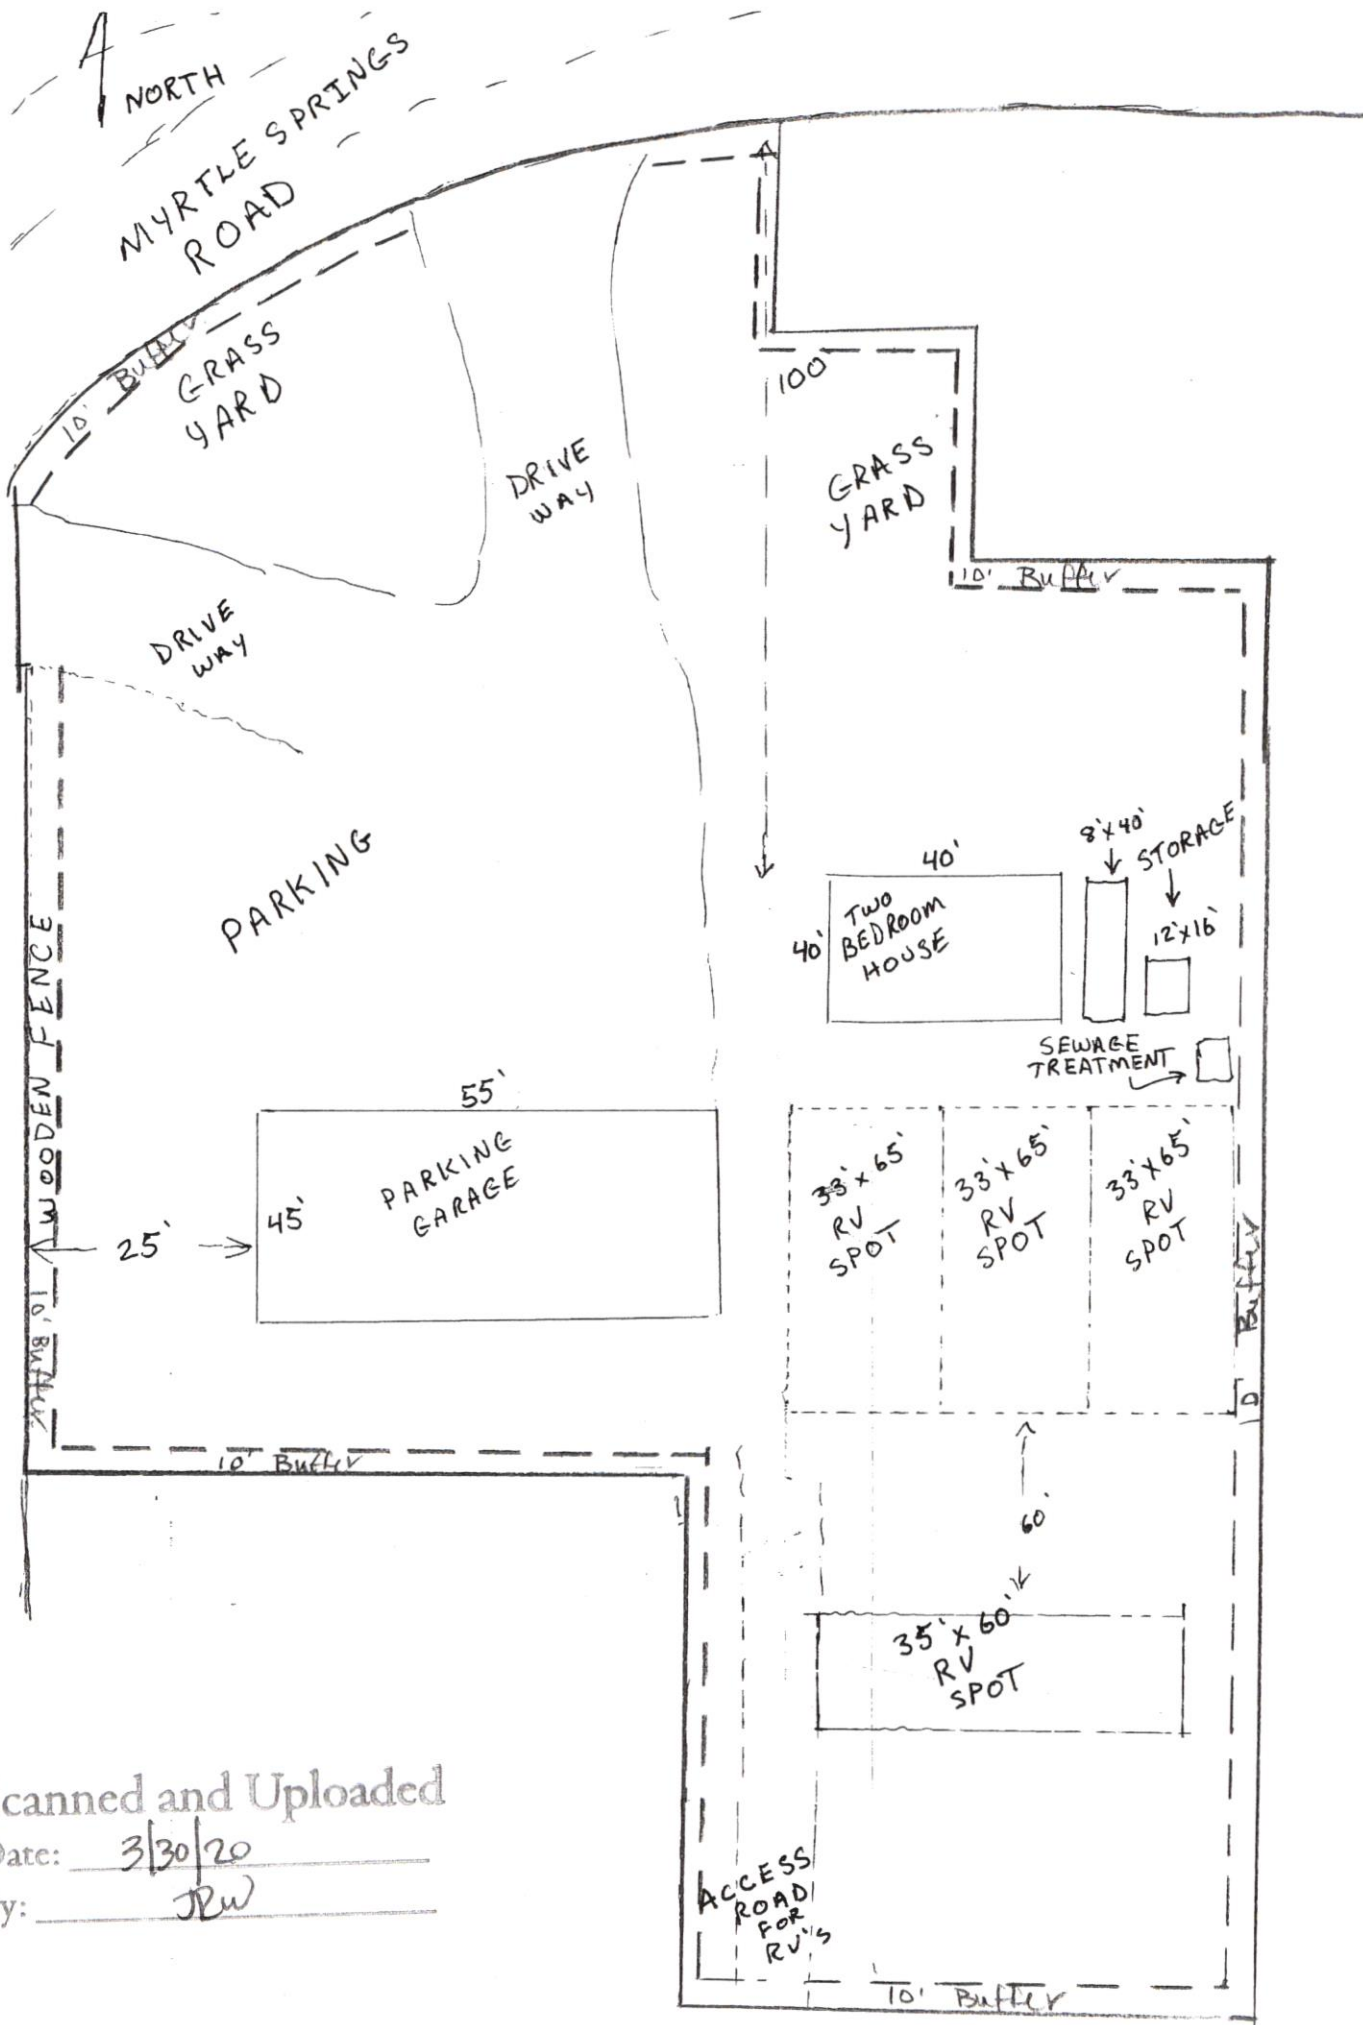 NORTH
MYRTLE SPRINGS
ROAD
10' Buffer
GRASS
YARD
100'
DRIVE
WAY
GRASS
YARD
10' Buffer
DRIVE
WAY
PARKING
WOODEN FENCE
10' Buffer
40'
40'
TWO
BEDROOM
HOUSE
8'x40'
STORAGE
12'x16'
SEWAGE
TREATMENT
55'
45'
PARKING
GARAGE
25'
33'x65'
RV
SPOT
33'x65'
RV
SPOT
33'x65'
RV
SPOT
10 Buffer
10' Buffer
60'
35'x60'
RV
SPOT
ACCESS
ROAD
FOR
RV'S
10' Buffer
canned and Uploaded
ate: 3/30/20
y: JRW